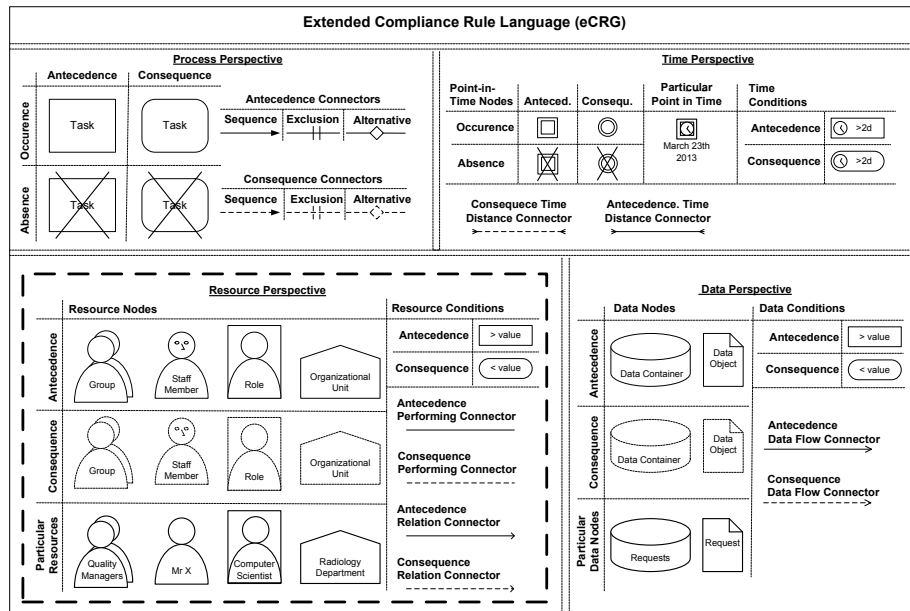 Extended Compliance Rule Language (eCRG)
Process Perspective
Antecedence
Consequence
Occurence
Task
Task
Absence
Task
Task
Antecedence Connectors
Sequence
Exclusion
Alternative
Consequence Connectors
Sequence
Exclusion
Alternative
Time Perspective
Point-in-
Time Nodes
Anteced.
Consequ.
Particular
Point in Time
Time
Conditions
Occurence
Absence
March 23th
2013
Antecedence
>2d
Consequence
>2d
Consequece Time
Distance Connector
Antecedence. Time
Distance Connector
Resource Perspective
Resource Nodes
Antecedence
Group
Staff
Member
Role
Organizational
Unit
Consequence
Group
Staff
Member
Role
Organizational
Unit
Particular
Resources
Quality
Managers
Mr X
Computer
Scientist
Radiology
Department
Resource Conditions
Antecedence
> value
Consequence
< value
Antecedence
Performing Connector
Consequence
Performing Connector
Antecedence
Relation Connector
Consequence
Relation Connector
Data Perspective
Data Nodes
Antecedence
Data Container
Data
Object
Consequence
Data Container
Data
Object
Particular
Data Nodes
Requests
Request
Data Conditions
Antecedence
> value
Consequence
< value
Antecedence
Data Flow Connector
Consequence
Data Flow Connector